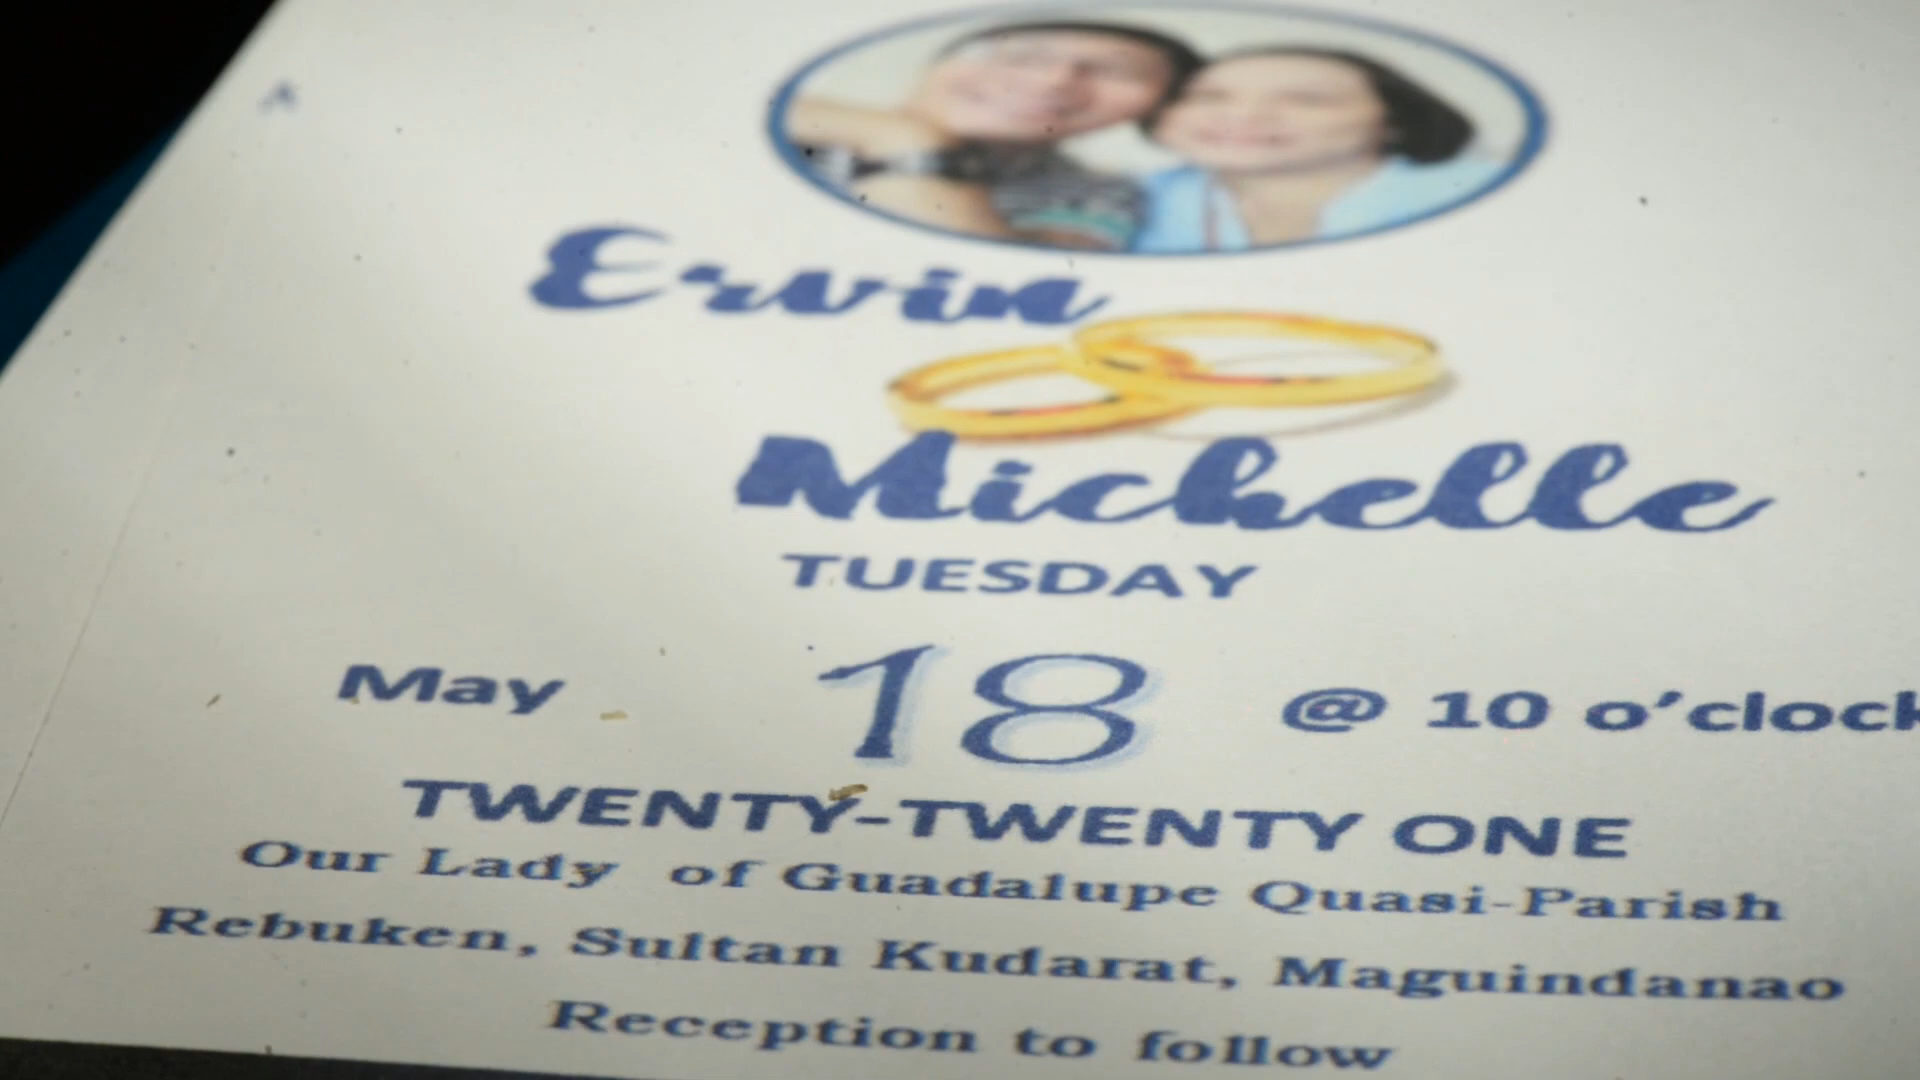 Ervin
Michelle
TUESDAY
May 18 @ 10 o'clock
TWENTY-TWENTY ONE
Our Lady of Guadalupe Quasi-Parish
Rebuken, Sultan Kudarat, Maguindanao
Reception to follow